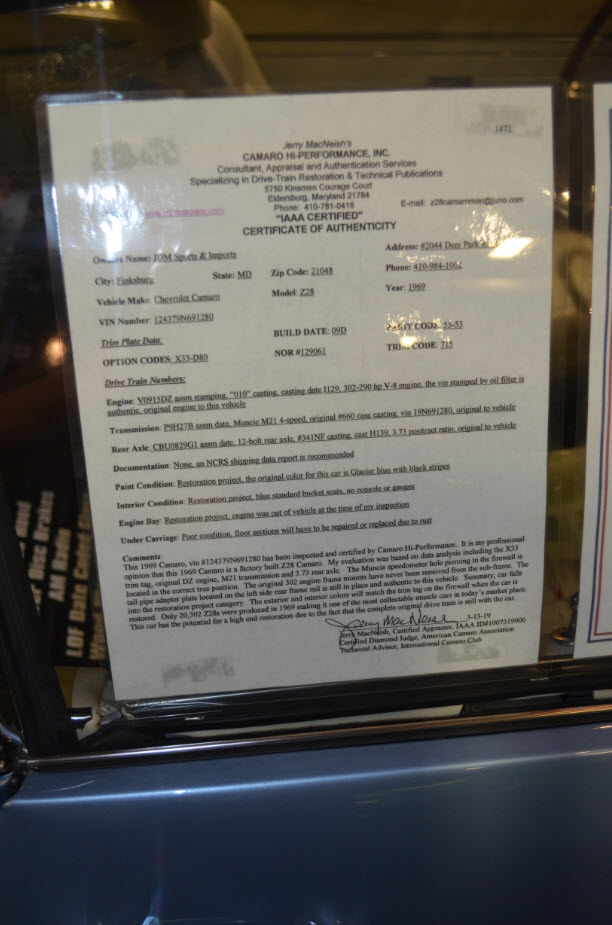 1472
Jerry MacNeish's
CAMARO HI-PERFORMANCE, INC.
Consultant, Appraisal and Authentication Services
Specializing in Drive-Train Restoration & Technical Publications
5750 Kinsmen Courage Court
Eldersburg, Maryland 21784
Phone: 410-781-0418
E-mail: z28camarrman@juno.com
"IAAA CERTIFIED"
CERTIFICATE OF AUTHENTICITY
Owners Name: JDM Sports & Imports
Address: #2044 Deer Park
City: Finksburg State: MD Zip Code: 21048 Phone: 410-984-1062
Vehicle Make: Chevrolet Camaro Model: Z28 Year: 1969
VIN Number: 124379N691280
Trim Plate Data: BUILD DATE: 09D PAINT CODE: 53-53
OPTION CODES: X33-D80 NOR #129061 TRIM CODE: 715
Drive Train Numbers:
Engine: V0915DZ assm stamping, "010" casting, casting date I129, 302-290 hp V-8 engine, the vin stamped by oil filter is
authentic, original engine to this vehicle
Transmission: P9H27B assm date, Muncie M21 4-speed, original #660 case casting, vin 19N691280, original to vehicle
Rear Axle: CBU0829G1 assm date, 12-bolt rear axle, #341NF casting, cast H139, 3.73 positract ratio, original to vehicle
Documentation: None, an NCRS shipping data report is recommended
Paint Condition: Restoration project, the original color for this car is Glacier blue with black stripes
Interior Condition: Restoration project, blue standard bucket seats, no console or gauges
Engine Bay: Restoration project, engine was out of vehicle at the time of my inspection
Under Carriage: Poor condition, floor sections will have to be repaired or replaced due to rust
Comments:
This 1969 Camaro, vin #124379N691280 has been inspected and certified by Camaro Hi-Performance. It is my professional
opinion that this 1969 Camaro is a factory built Z28 Camaro. My evaluation was based on data analysis including the X33
trim tag, original DZ engine, M21 transmission and 3.73 rear axle. The Muncie speedometer hole piercing in the firewall is
located in the correct true position. The original 302 engine frame mounts have never been removed from the sub-frame. The
tail pipe adapter plate located on the left side rear frame rail is still in place and authentic to this vehicle. Summary; car falls
into the restoration project category. The exterior and interior colors will match the trim tag on the firewall when the car is
restored. Only 20,302 Z28s were produced in 1969 making it one of the most collectable muscle cars in today's market place.
This car has the potential for a high end restoration due to the fact that the complete original drive train is still with the car.
Jerry MacNeish 3-13-19
Jerry MacNeish, Certified Appraiser, IAAA ID#1007319906
Certified Diamond Judge, American Camaro Association
Technical Advisor, International Camaro Club
Disc Brakes